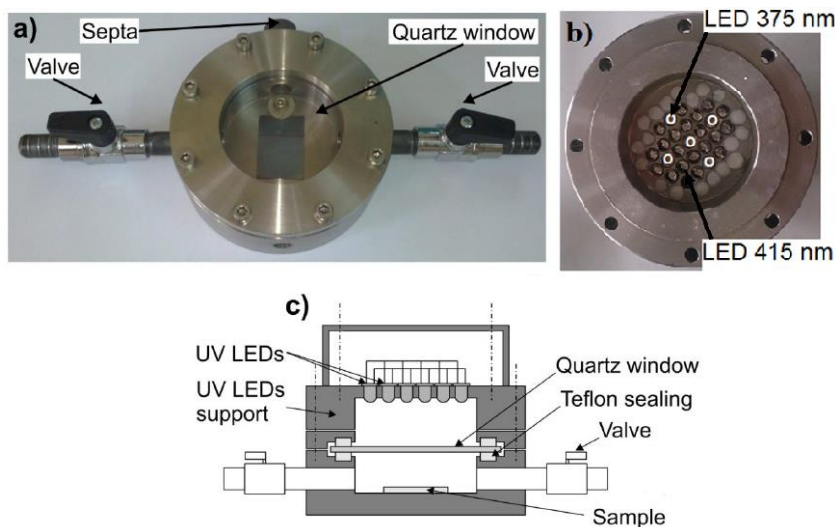 a)
Septa
Quartz window
Valve
Valve
b)
LED 375 nm
LED 415 nm
c)
UV LEDs
UV LEDs
support
Quartz window
Teflon sealing
Valve
Sample